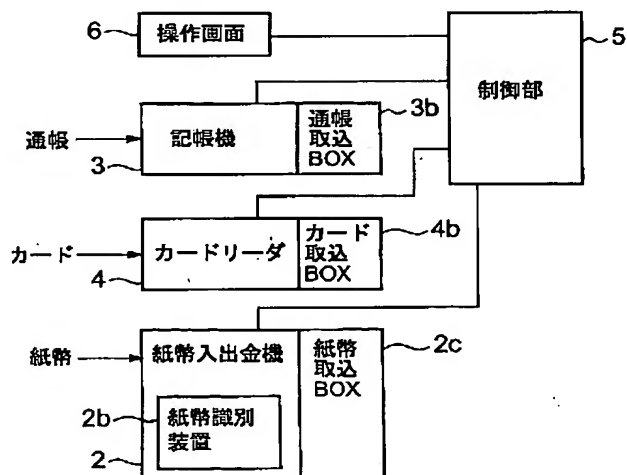 6
操作画面
5
制御部
3b
通帳
記帳機
通帳
取込
BOX
3
カード
カードリーダ
カード
取込
BOX
4b
4
紙幣
紙幣入出金機
紙幣
取込
BOX
2c
2b
紙幣識別
装置
2